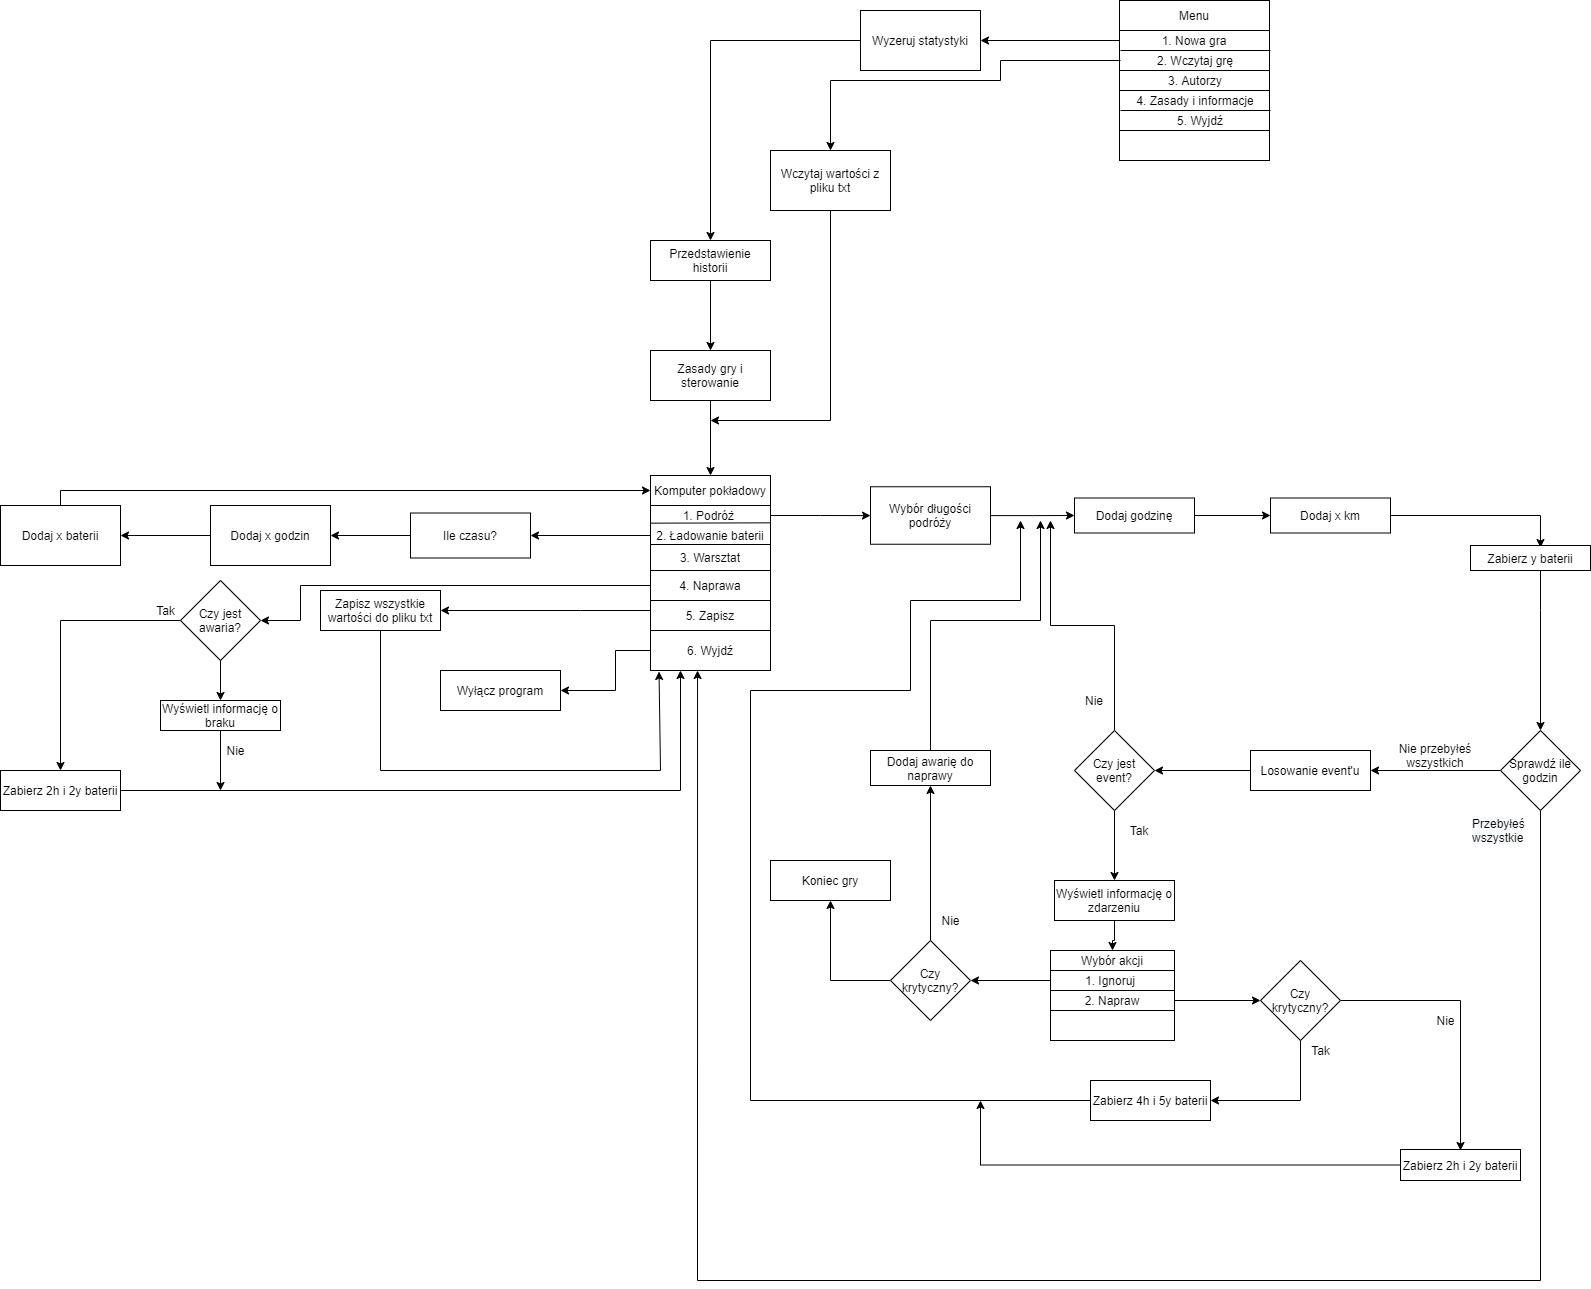 Menu
1. Nowa gra
2. Wczytaj grę
3. Autorzy
4. Zasady i informacje
5. Wyjdź
Wyzeruj statystyki
Wczytaj wartości z
pliku txt
Przedstawienie
historii
Zasady gry i
sterowanie
Komputer pokładowy
1. Podróż
2. Ładowanie baterii
3. Warsztat
4. Naprawa
5. Zapisz
6. Wyjdź
Ile czasu?
Dodaj x godzin
Dodaj x baterii
Czy jest
awaria?
Tak
Wyświetl informację o
braku
Nie
Zabierz 2h i 2y baterii
Zapisz wszystkie
wartości do pliku txt
Wyłącz program
Wybór długości
podróży
Dodaj godzinę
Dodaj x km
Zabierz y baterii
Sprawdź ile
godzin
Nie przebyłeś
wszystkich
Przebyłeś
wszystkie
Losowanie event'u
Czy jest
event?
Nie
Tak
Wyświetl informację o
zdarzeniu
Wybór akcji
1. Ignoruj
2. Napraw
Czy
krytyczny?
Nie
Dodaj awarię do
naprawy
Koniec gry
Czy
krytyczny?
Nie
Tak
Zabierz 4h i 5y baterii
Zabierz 2h i 2y baterii